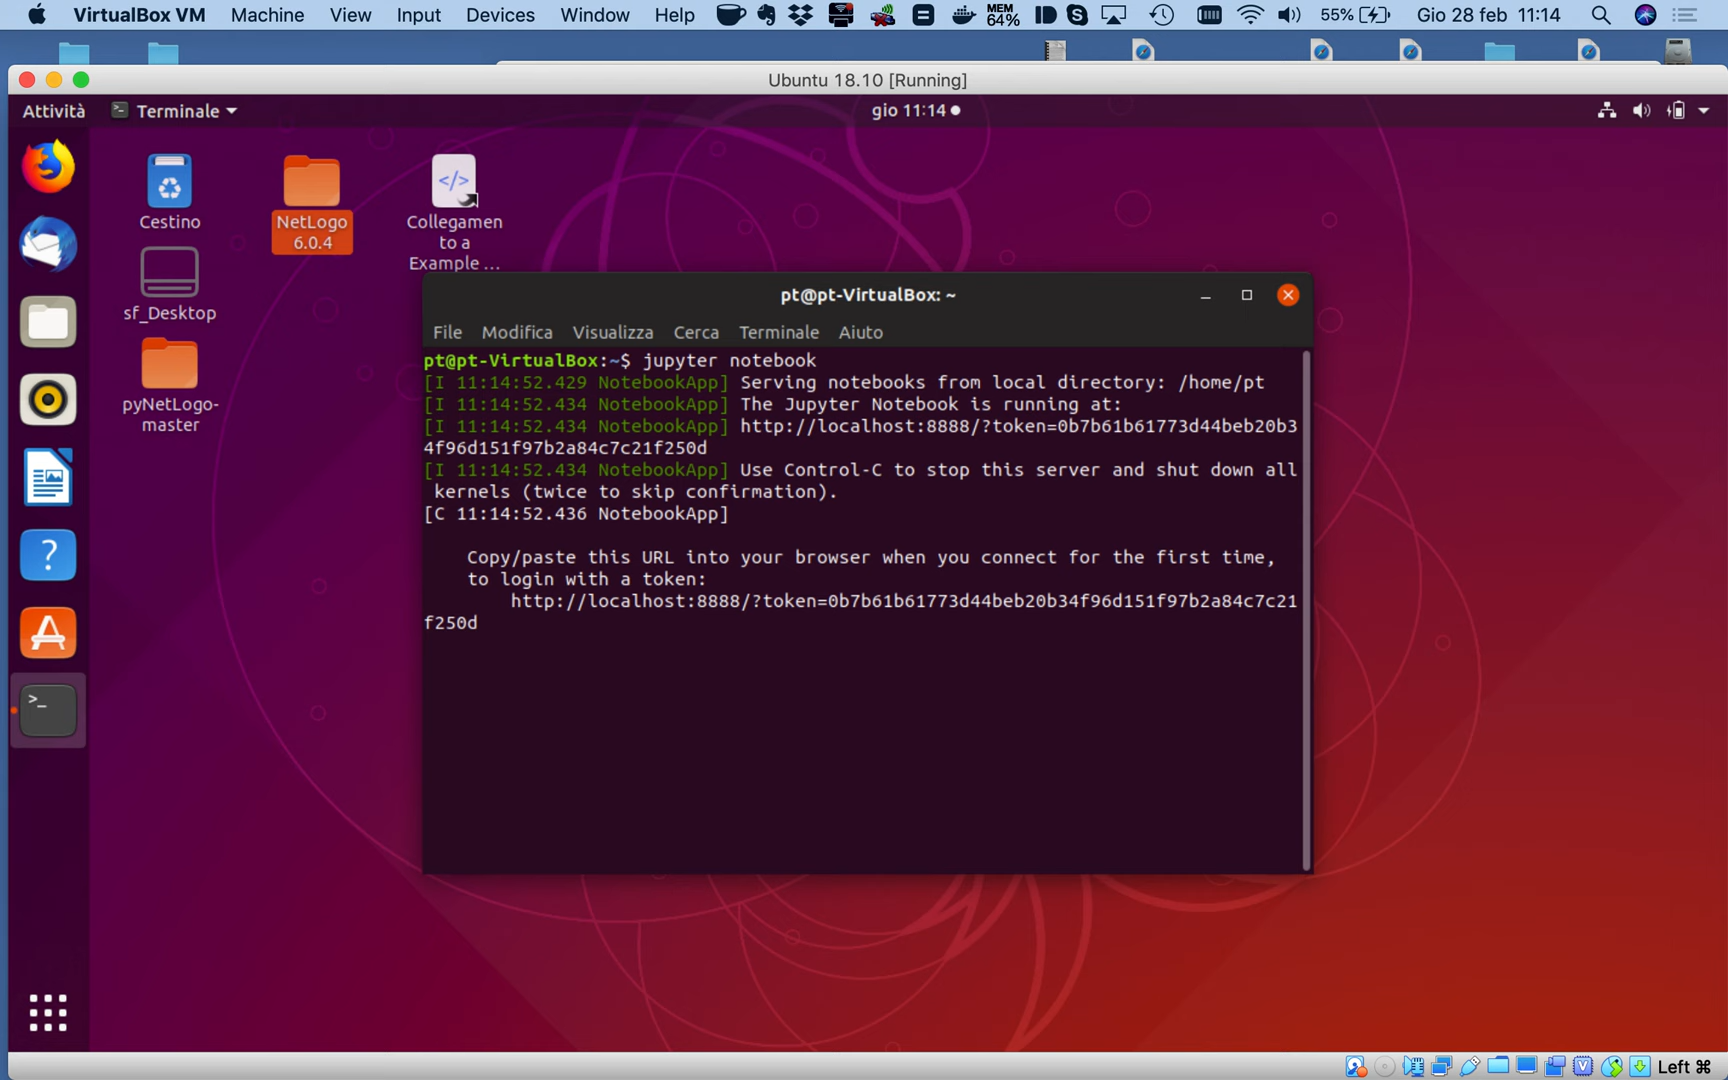 VirtualBox VM Machine View Input Devices Window Help MEM 64% 55% Gio 28 feb 11:14
Ubuntu 18.10 [Running]
Attività Terminale gio 11:14
Cestino
NetLogo
6.0.4
Collegamen
to a
Example ...
sf_Desktop
pyNetLogo-
master
pt@pt-VirtualBox: ~
File Modifica Visualizza Cerca Terminale Aiuto
pt@pt-VirtualBox:~$ jupyter notebook
[I 11:14:52.429 NotebookApp] Serving notebooks from local directory: /home/pt
[I 11:14:52.434 NotebookApp] The Jupyter Notebook is running at:
[I 11:14:52.434 NotebookApp] http://localhost:8888/?token=0b7b61b61773d44beb20b3
4f96d151f97b2a84c7c21f250d
[I 11:14:52.434 NotebookApp] Use Control-C to stop this server and shut down all
kernels (twice to skip confirmation).
[C 11:14:52.436 NotebookApp]
Copy/paste this URL into your browser when you connect for the first time,
to login with a token:
http://localhost:8888/?token=0b7b61b61773d44beb20b34f96d151f97b2a84c7c21
f250d
Left ⌘